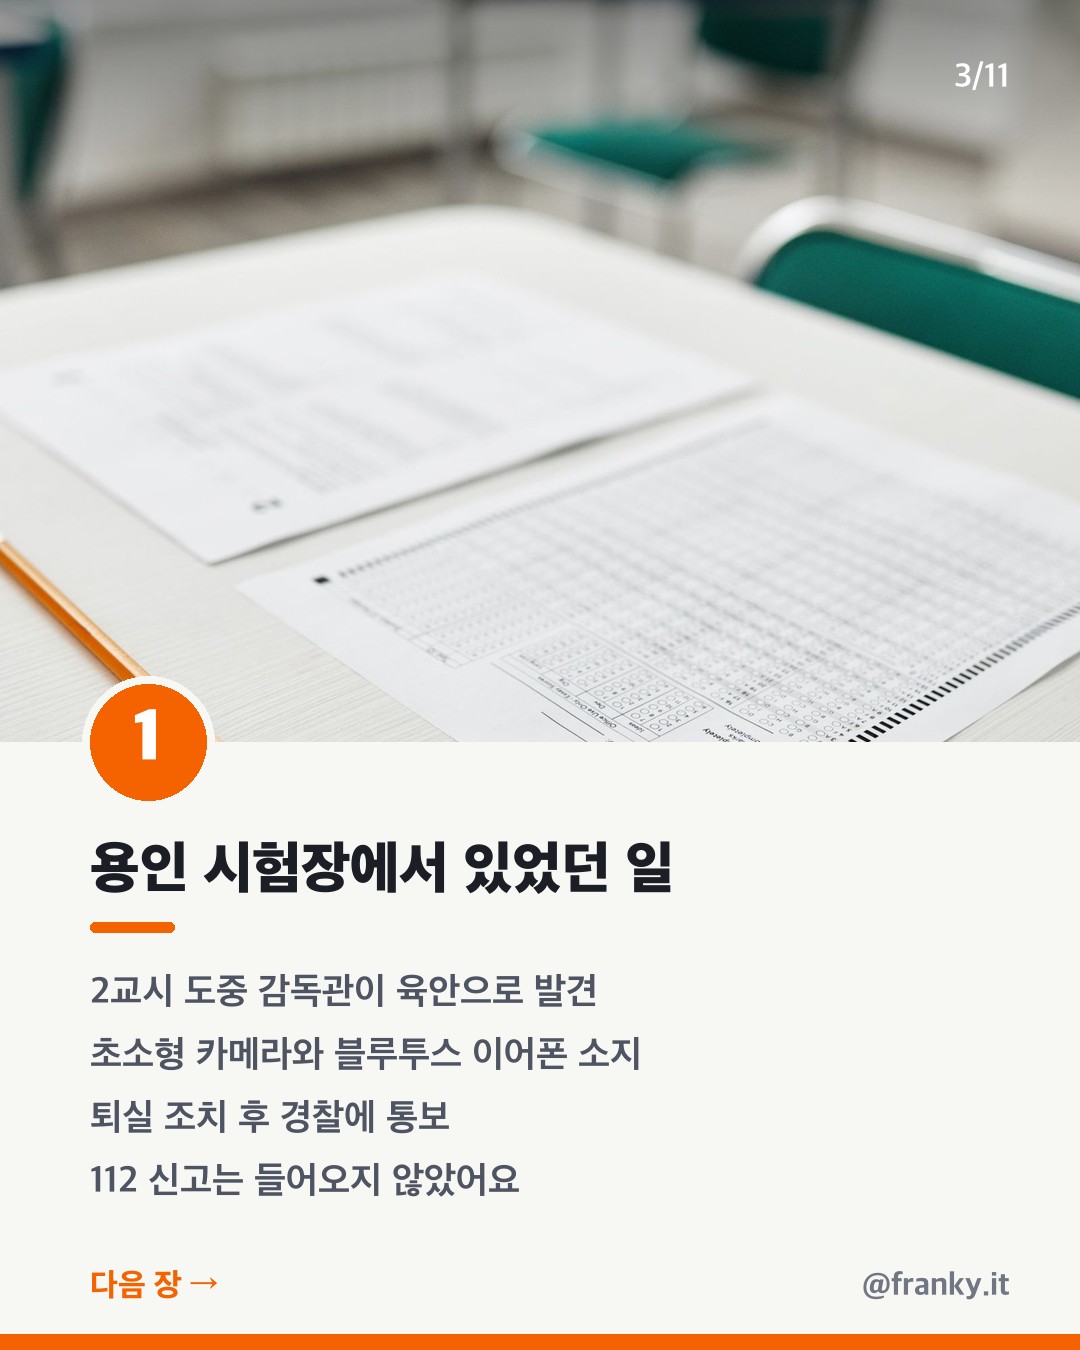 3/11
1
용인 시험장에서 있었던 일
2교시 도중 감독관이 육안으로 발견
초소형 카메라와 블루투스 이어폰 소지
퇴실 조치 후 경찰에 통보
112 신고는 들어오지 않았어요
다음 장 →
@franky.it